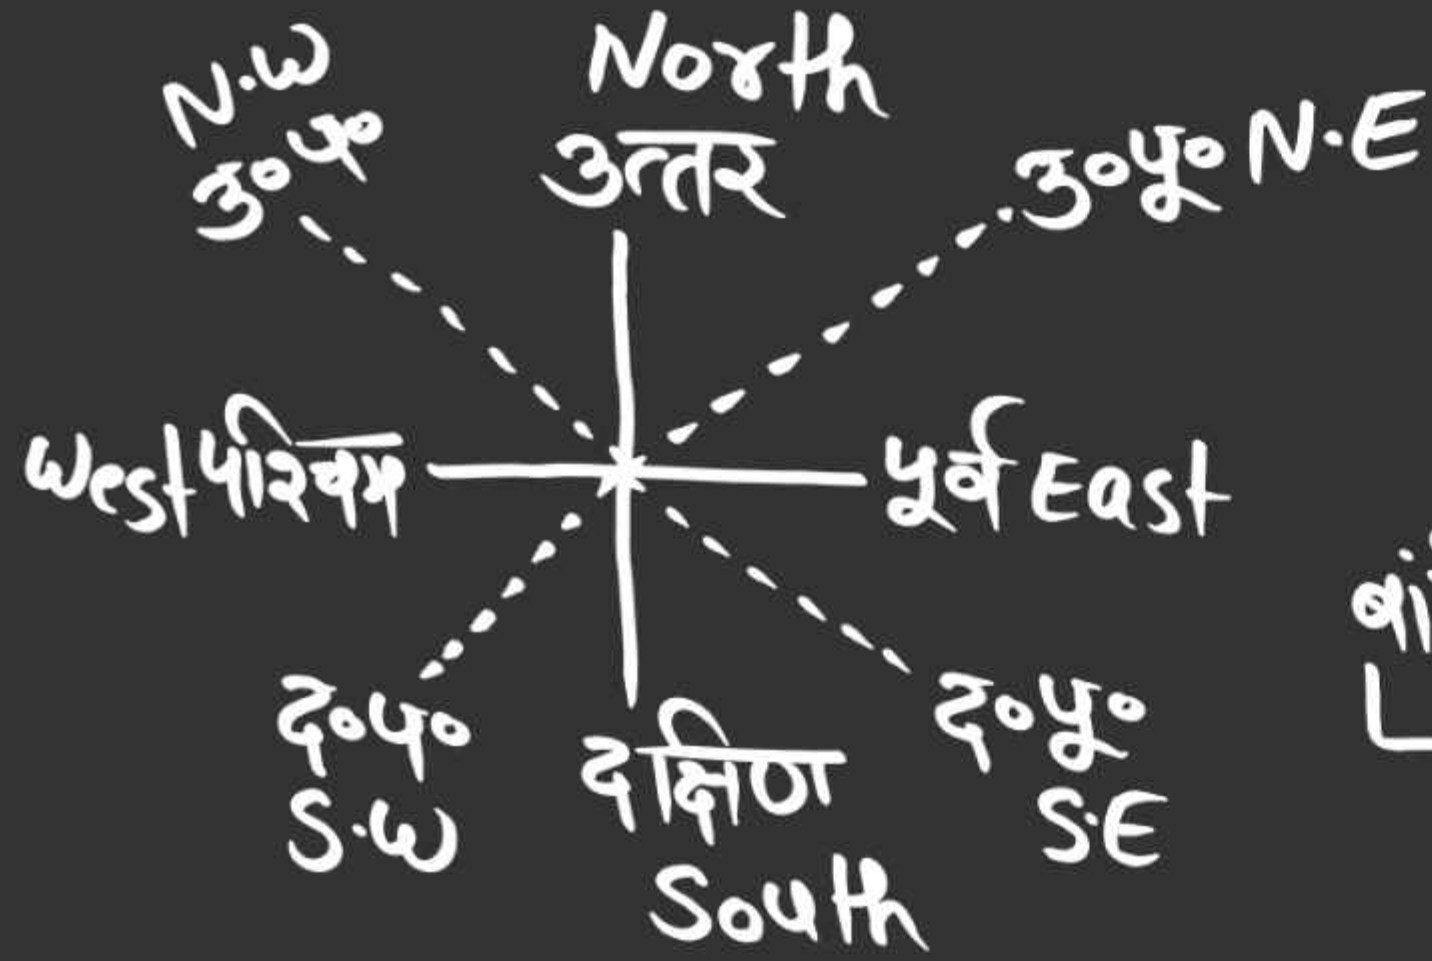 N.W
उ०प०
North
उत्तर
उ०पू० N.E
West पश्चिम
पूर्व East
द०प०
S.W
दक्षिण
South
द०पू०
S.E